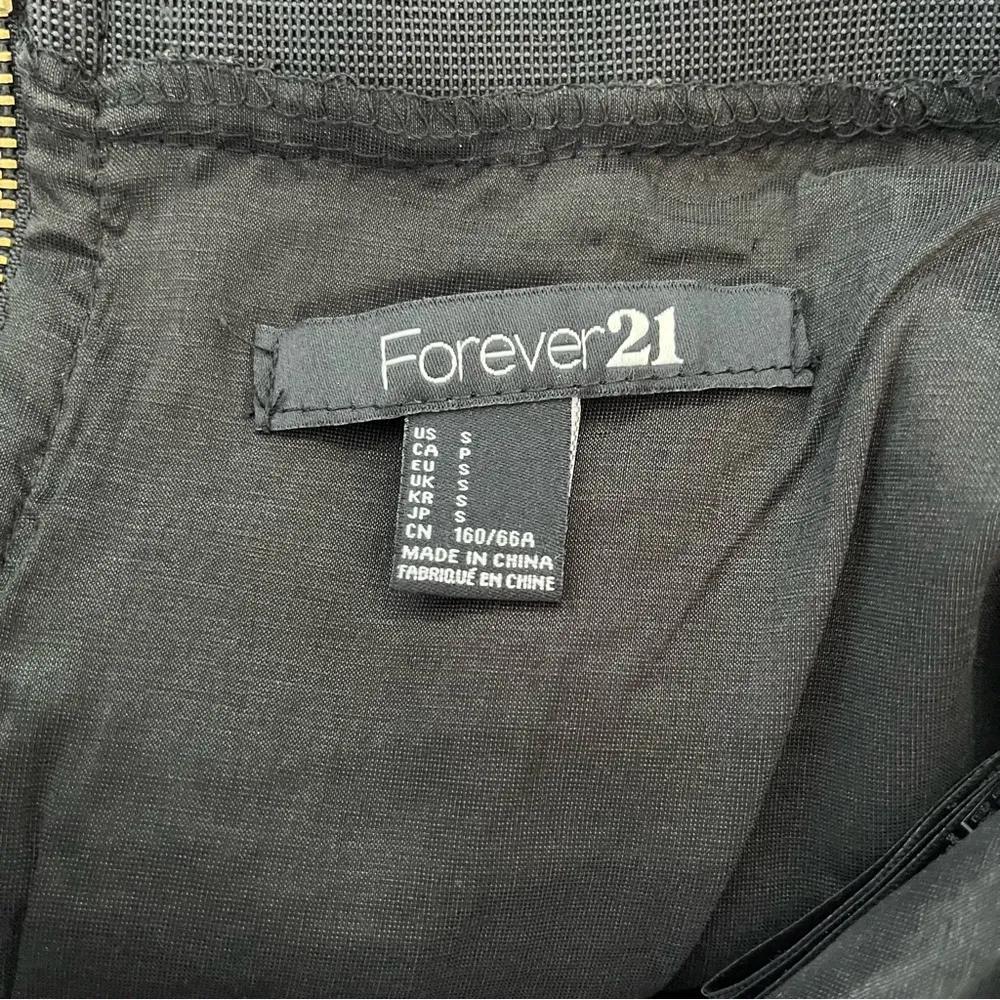 Forever21
US S
CA P
EU S
UK S
KR S
JP S
CN 160/66A
MADE IN CHINA
FABRIQUÉ EN CHINE